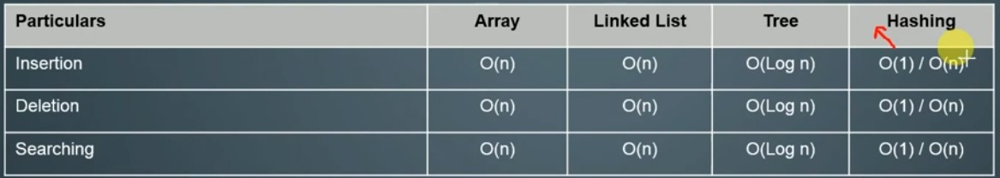 Particulars Array Linked List Tree Hashing
Insertion O(n) O(n) O(Log n) O(1) / O(n)
Deletion O(n) O(n) O(Log n) O(1) / O(n)
Searching O(n) O(n) O(Log n) O(1) / O(n)